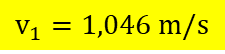 v₁ = 1,046 m/s